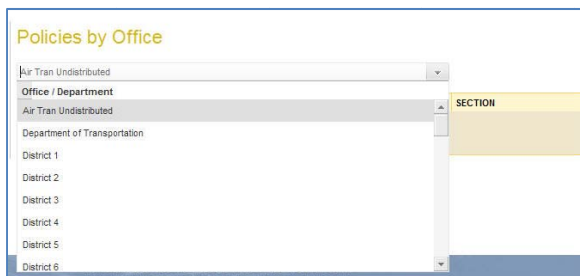 Policies by Office
Air Tran Undistributed
Office / Department
Air Tran Undistributed
SECTION
Department of Transportation
District 1
District 2
District 3
District 4
District 5
District 6